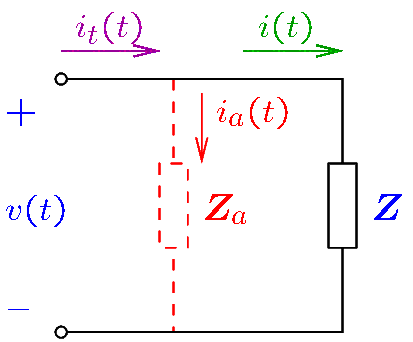 i_t(t) i(t)
+ i_a(t)
v(t) Z_a Z
−